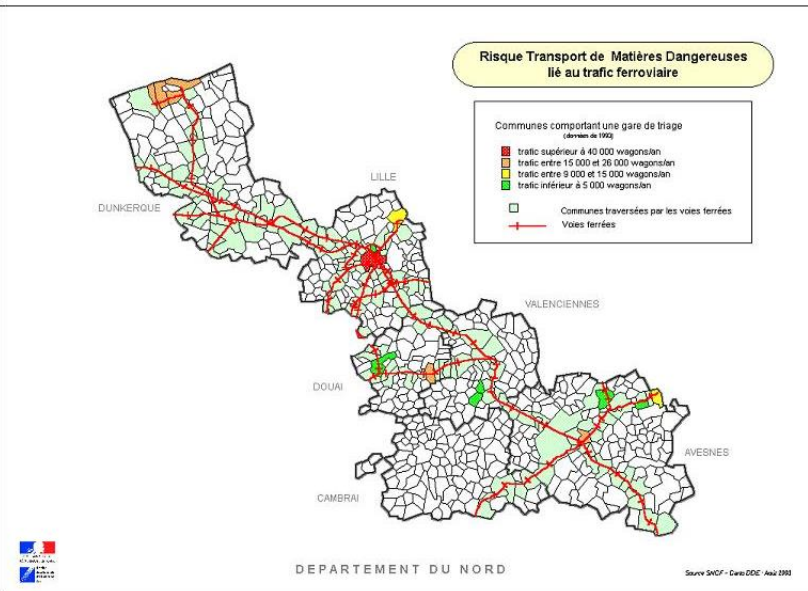 Risque Transport de Matières Dangereuses
lié au trafic ferroviaire
Communes comportant une gare de triage
(données de 1993)
trafic supérieur à 40 000 wagons/an
trafic entre 15 000 et 26 000 wagons/an
trafic entre 9 000 et 15 000 wagons/an
trafic inférieur à 5 000 wagons/an
Communes traversées par les voies ferrées
Voies ferrées
LILLE
DUNKERQUE
VALENCIENNES
DOUAI
AVESNES
CAMBRAI
DEPARTEMENT DU NORD
Source SNCF - Carto DDE - Août